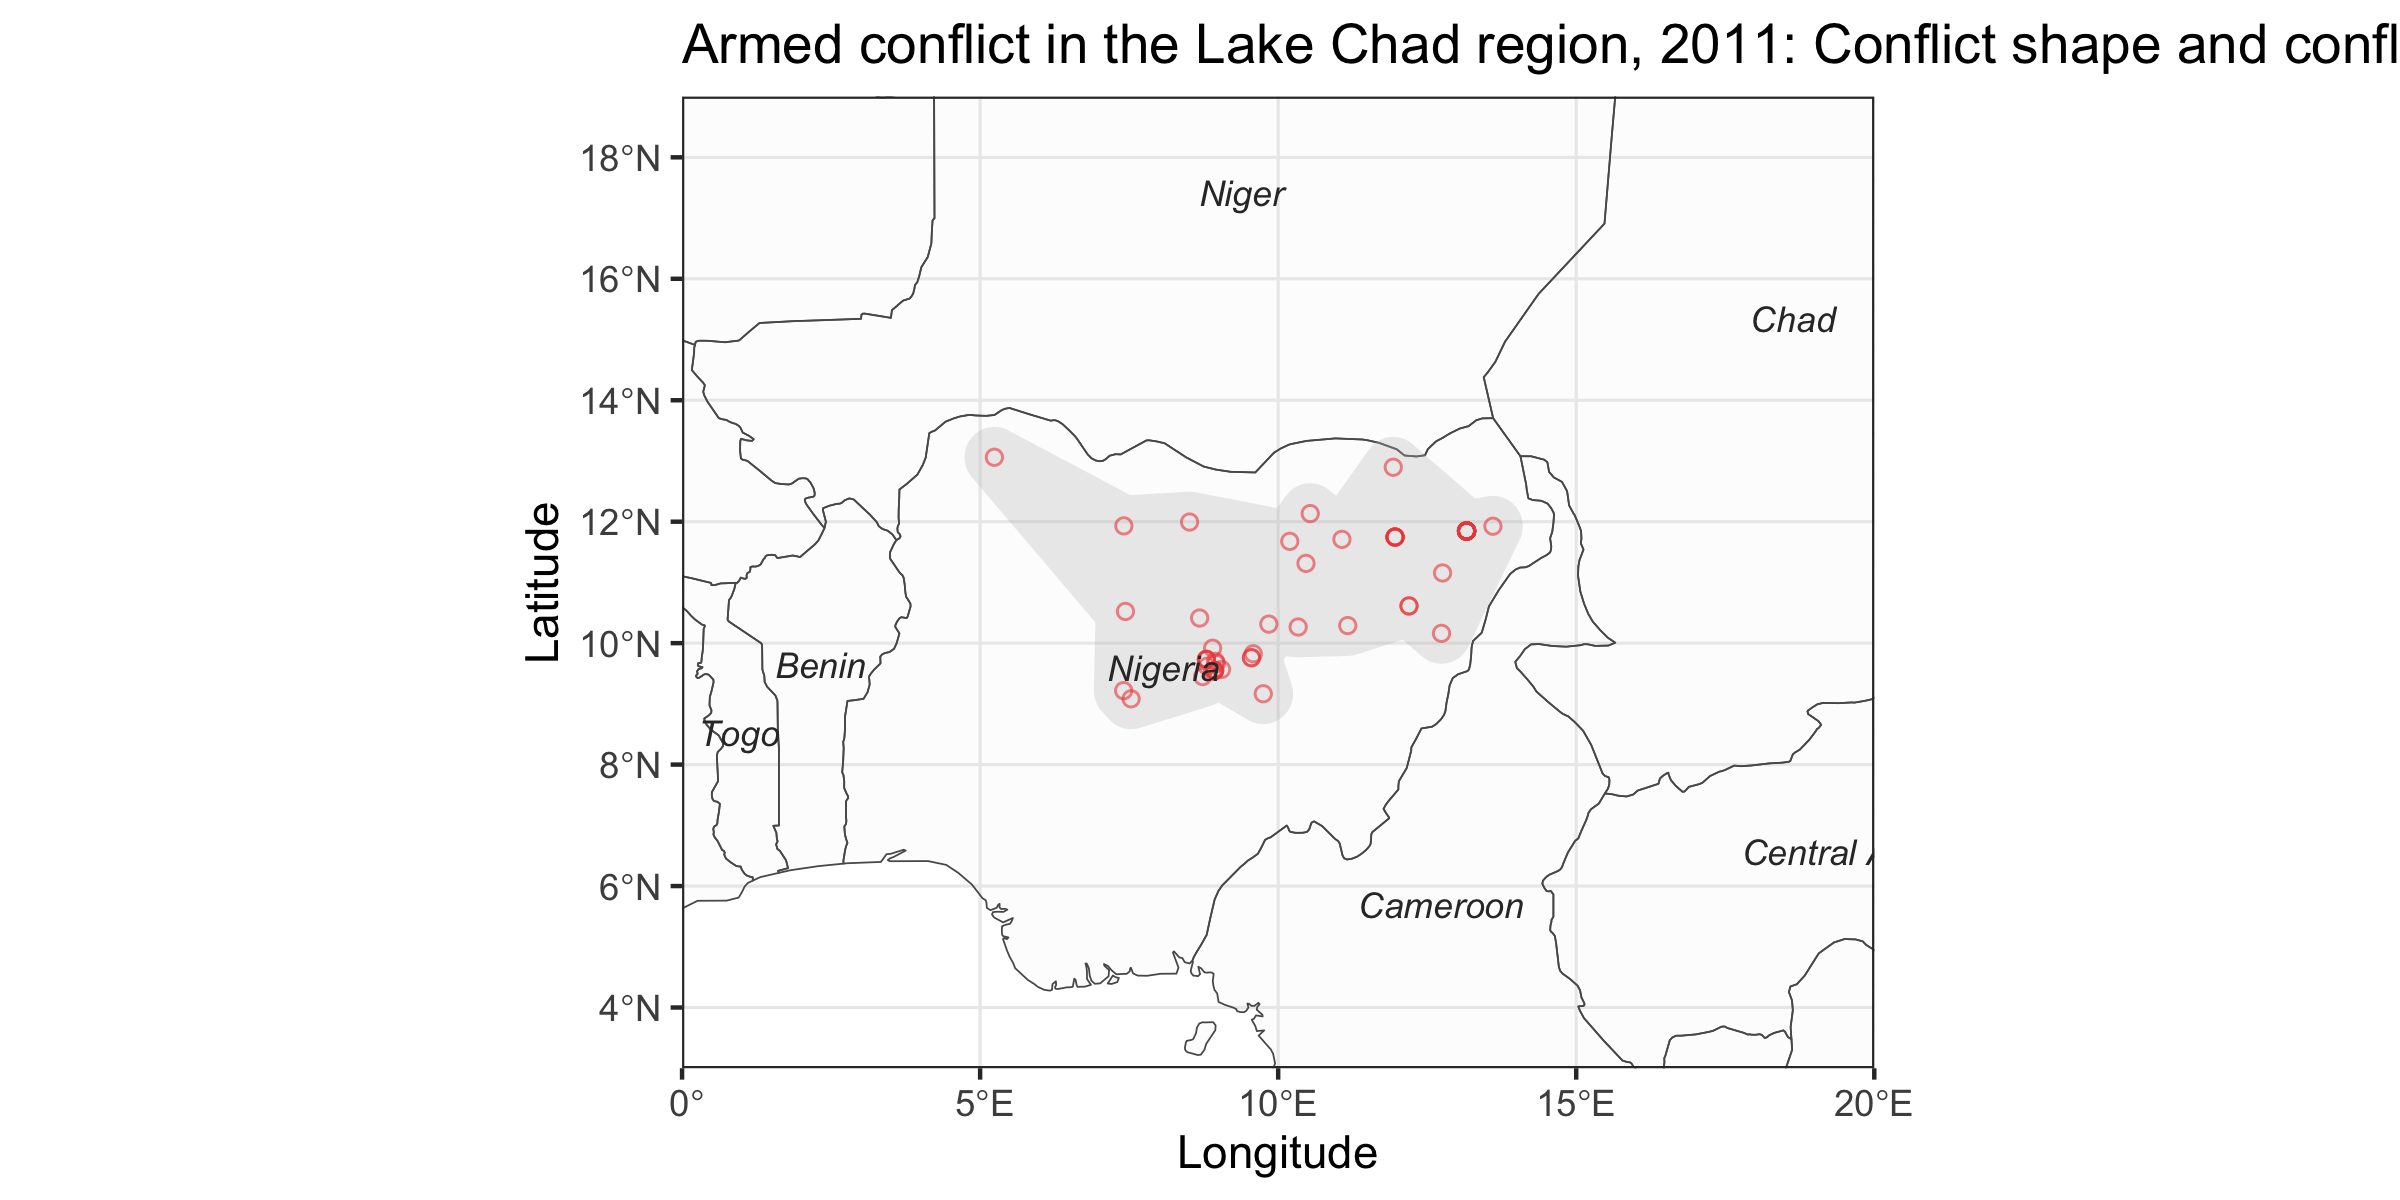 Armed conflict in the Lake Chad region, 2011: Conflict shape and confl
18°N
Niger
16°N
Chad
14°N
Latitude
12°N
10°N
Benin
Nigeria
Togo
8°N
Central A
6°N
Cameroon
4°N
0°
5°E
10°E
15°E
20°E
Longitude